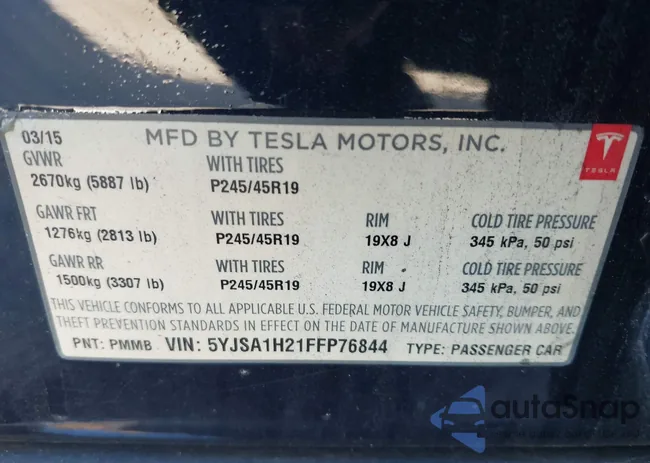 03/15 MFD BY TESLA MOTORS, INC.
TESLA
GVWR WITH TIRES
2670kg (5887 lb) P245/45R19
GAWR FRT WITH TIRES RIM COLD TIRE PRESSURE
1276kg (2813 lb) P245/45R19 19X8 J 345 kPa, 50 psi
GAWR RR WITH TIRES RIM COLD TIRE PRESSURE
1500kg (3307 lb) P245/45R19 19X8 J 345 kPa, 50 psi
THIS VEHICLE CONFORMS TO ALL APPLICABLE U.S. FEDERAL MOTOR VEHICLE SAFETY, BUMPER, AND
THEFT PREVENTION STANDARDS IN EFFECT ON THE DATE OF MANUFACTURE SHOWN ABOVE.
PNT: PMMB VIN: 5YJSA1H21FFP76844 TYPE: PASSENGER CAR
autoSnap